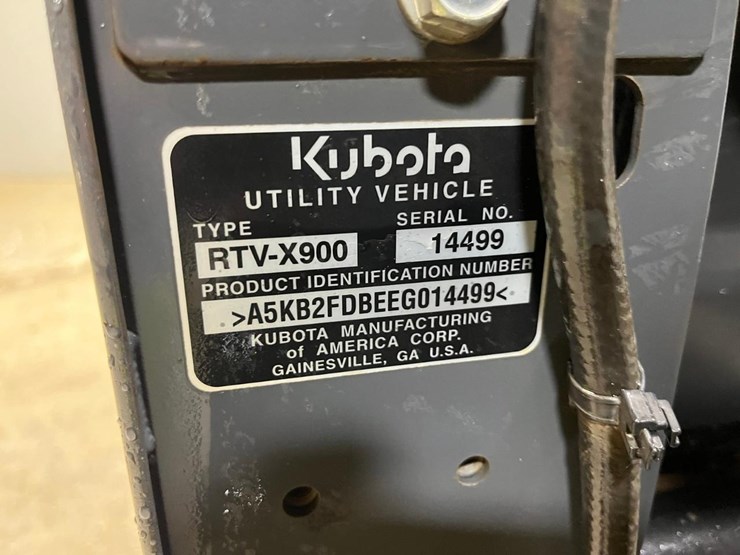 Kubota
UTILITY VEHICLE
TYPE SERIAL NO.
RTV-X900 14499
PRODUCT IDENTIFICATION NUMBER
>A5KB2FDBEEG014499<
KUBOTA MANUFACTURING
of AMERICA CORP.
GAINESVILLE, GA U.S.A.